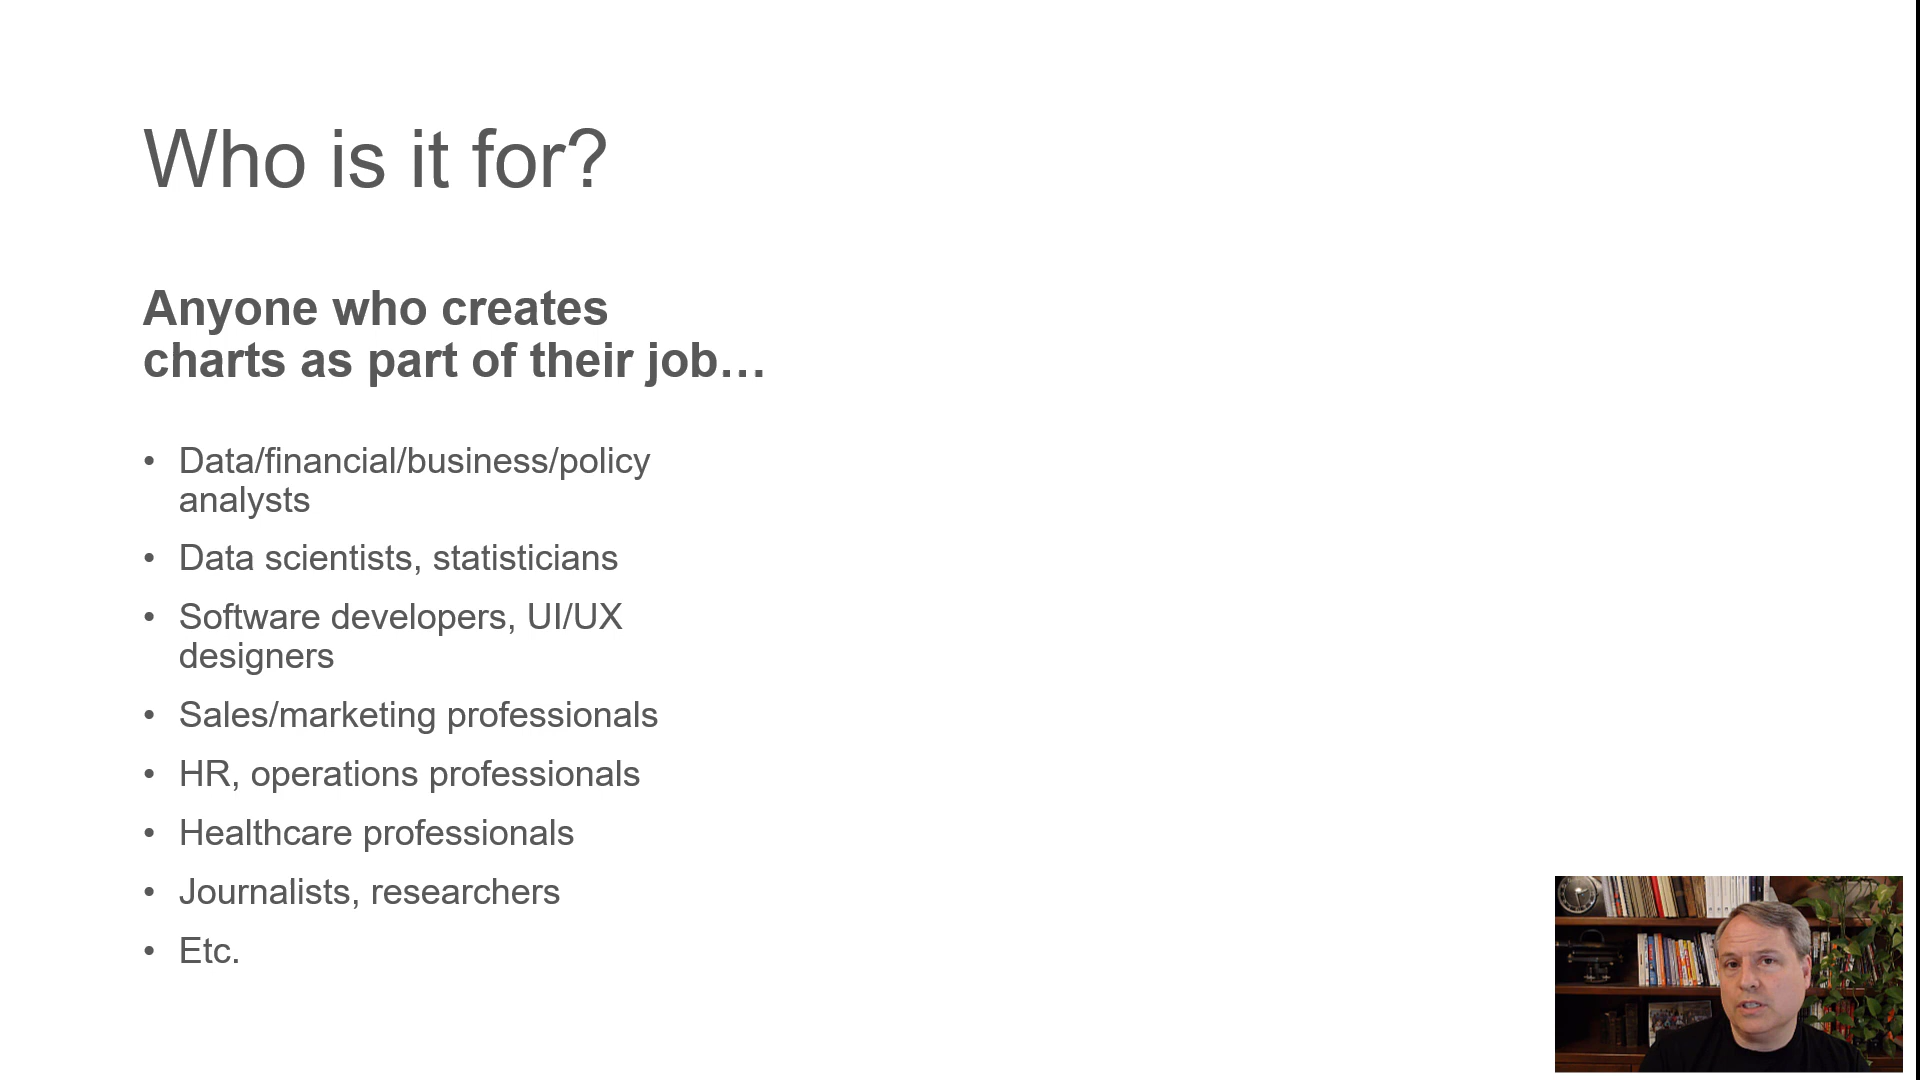 Who is it for?
Anyone who creates
charts as part of their job…
• Data/financial/business/policy
analysts
• Data scientists, statisticians
• Software developers, UI/UX
designers
• Sales/marketing professionals
• HR, operations professionals
• Healthcare professionals
• Journalists, researchers
• Etc.